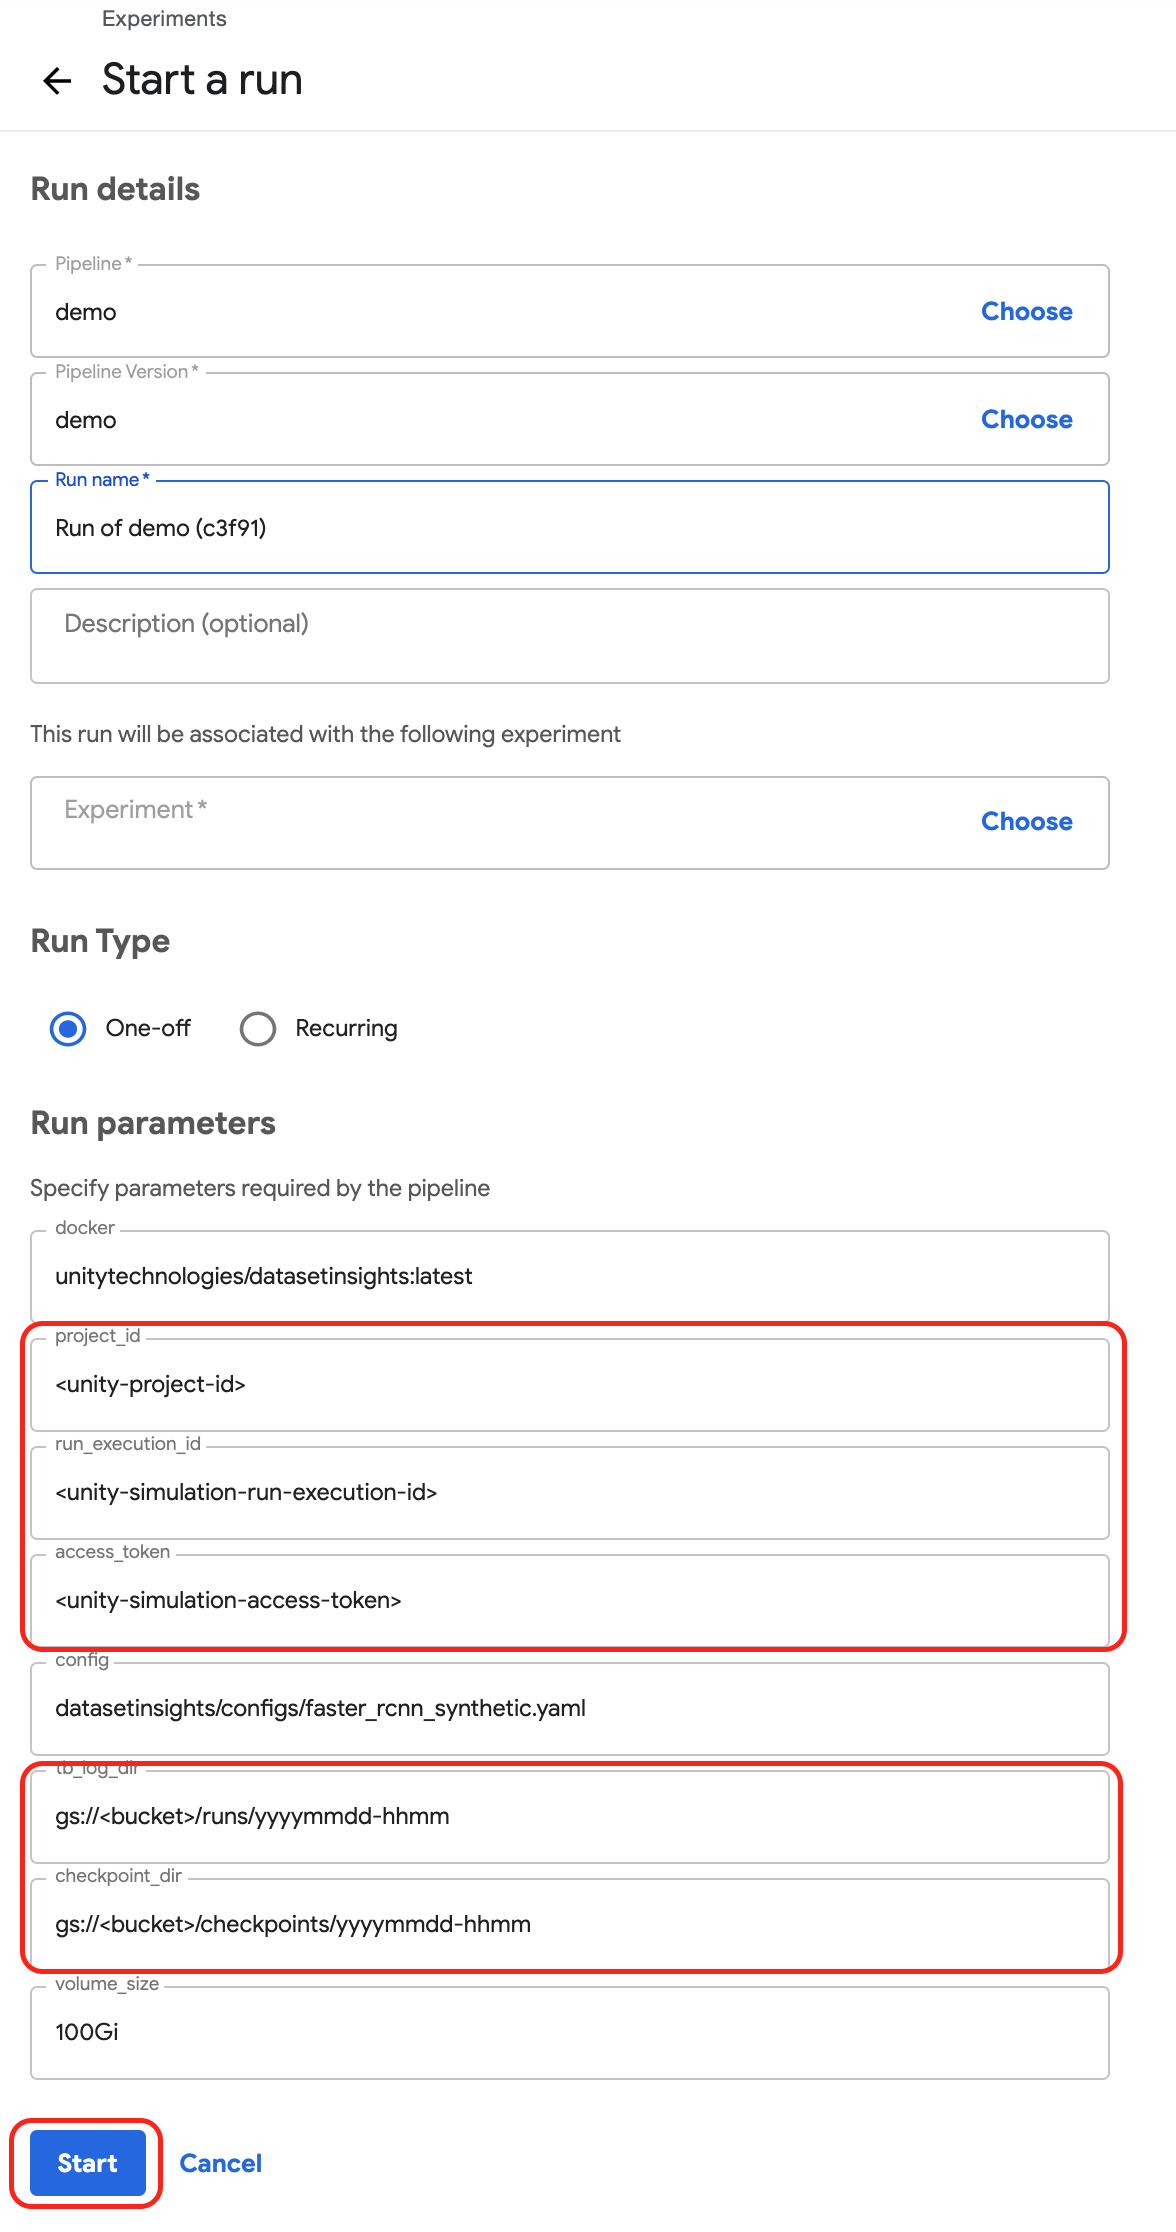 Experiments
Start a run
Run details
Pipeline *
demo
Choose
Pipeline Version *
demo
Choose
Run name *
Run of demo (c3f91)
Description (optional)
This run will be associated with the following experiment
Experiment *
Choose
Run Type
One-off
Recurring
Run parameters
Specify parameters required by the pipeline
docker
unitytechnologies/datasetinsights:latest
project_id
<unity-project-id>
run_execution_id
<unity-simulation-run-execution-id>
access_token
<unity-simulation-access-token>
config
datasetinsights/configs/faster_rcnn_synthetic.yaml
tb_log_dir
gs://<bucket>/runs/yyyymmdd-hhmm
checkpoint_dir
gs://<bucket>/checkpoints/yyyymmdd-hhmm
volume_size
100Gi
Start
Cancel